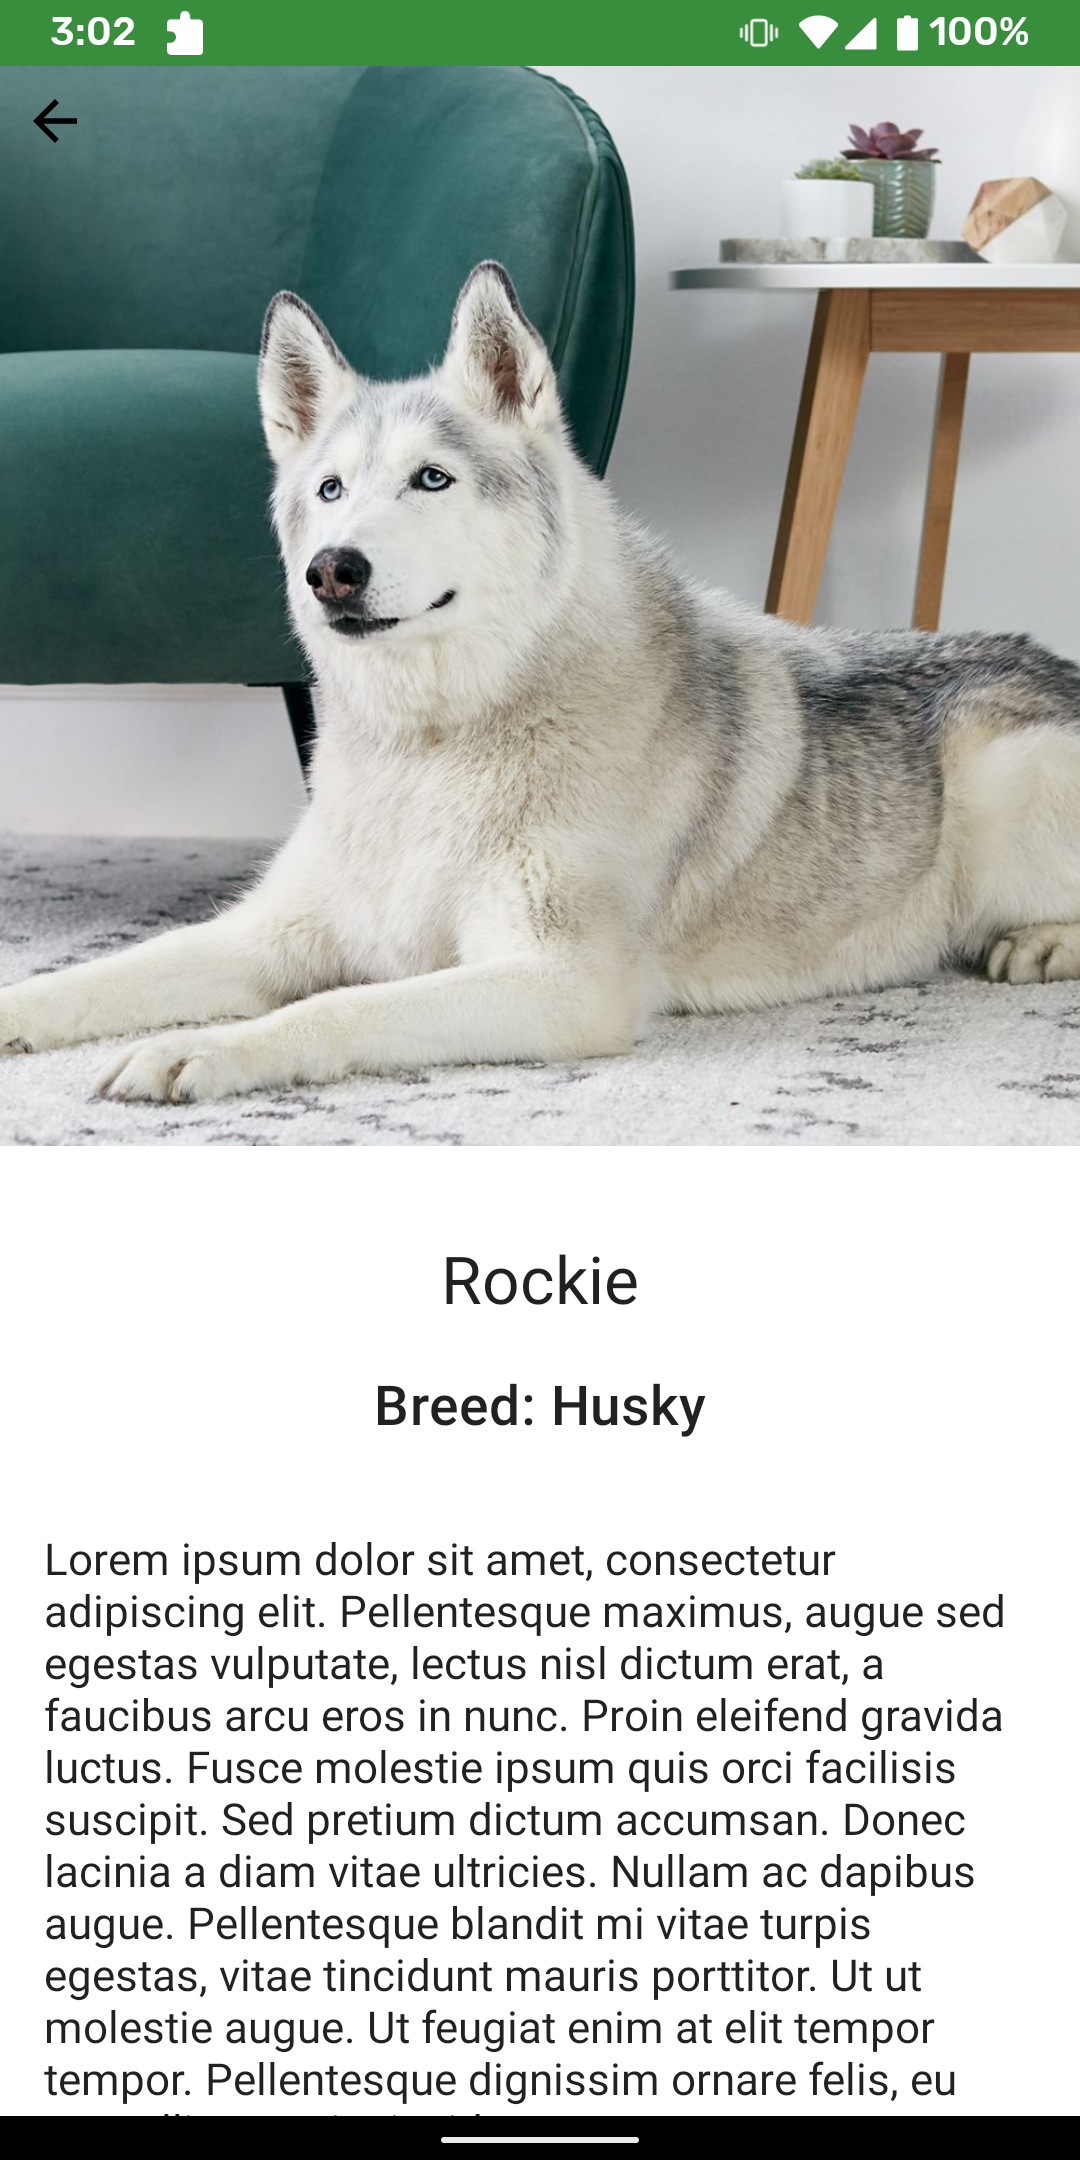 3:02
100%
Rockie
Breed: Husky
Lorem ipsum dolor sit amet, consectetur
adipiscing elit. Pellentesque maximus, augue sed
egestas vulputate, lectus nisl dictum erat, a
faucibus arcu eros in nunc. Proin eleifend gravida
luctus. Fusce molestie ipsum quis orci facilisis
suscipit. Sed pretium dictum accumsan. Donec
lacinia a diam vitae ultricies. Nullam ac dapibus
augue. Pellentesque blandit mi vitae turpis
egestas, vitae tincidunt mauris porttitor. Ut ut
molestie augue. Ut feugiat enim at elit tempor
tempor. Pellentesque dignissim ornare felis, eu